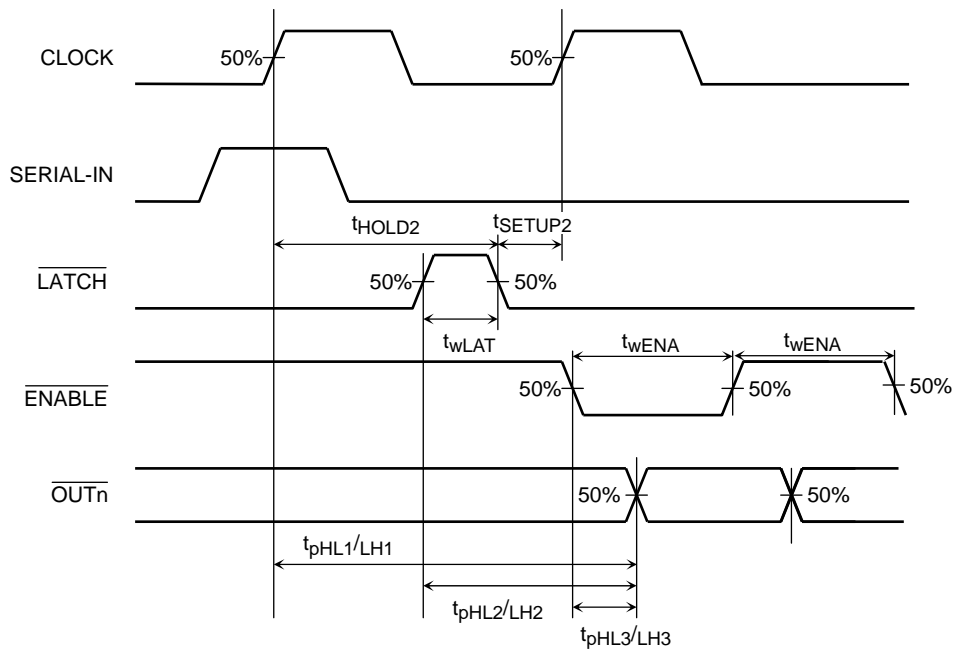 CLOCK 50% 50%
SERIAL-IN
tHOLD2 tSETUP2
LATCH 50% 50%
twLAT twENA twENA
ENABLE 50% 50% 50%
OUTn 50% 50%
tpHL1/LH1
tpHL2/LH2
tpHL3/LH3